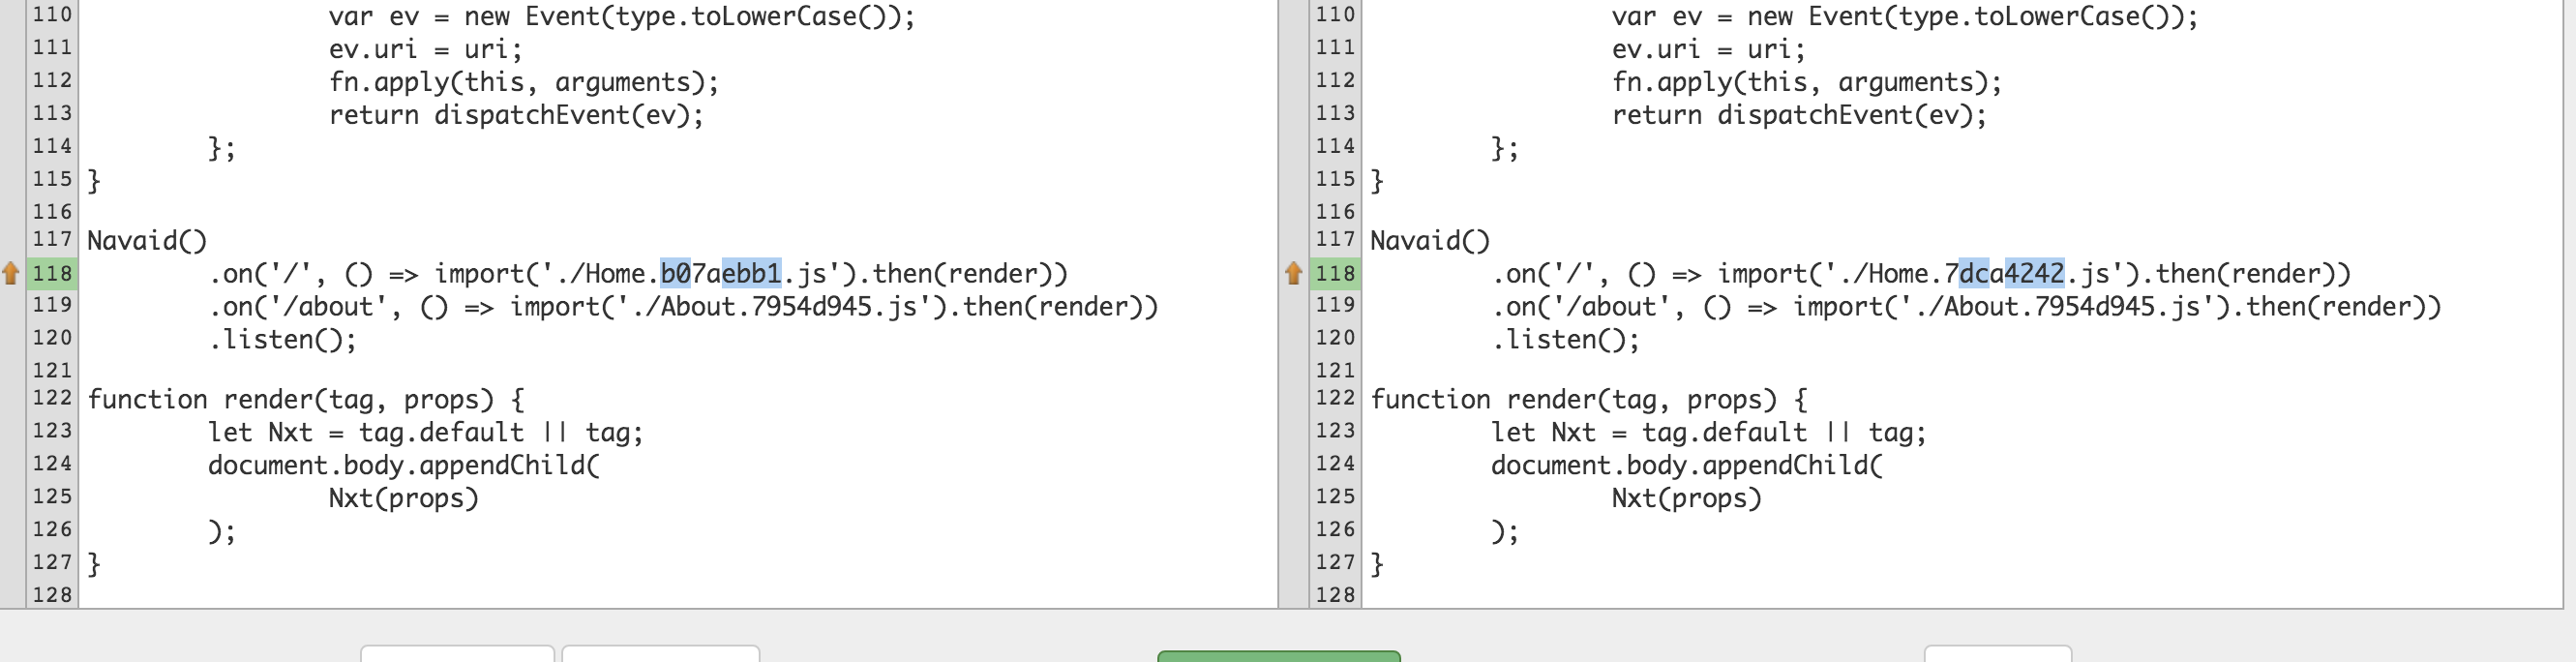 110 var ev = new Event(type.toLowerCase());
111 ev.uri = uri;
112 fn.apply(this, arguments);
113 return dispatchEvent(ev);
114 };
115 }
116
117 Navaid()
118 .on('/', () => import('./Home.b07aebb1.js').then(render))
119 .on('/about', () => import('./About.7954d945.js').then(render))
120 .listen();
121
122 function render(tag, props) {
123 let Nxt = tag.default || tag;
124 document.body.appendChild(
125 Nxt(props)
126 );
127 }
128
110 var ev = new Event(type.toLowerCase());
111 ev.uri = uri;
112 fn.apply(this, arguments);
113 return dispatchEvent(ev);
114 };
115 }
116
117 Navaid()
118 .on('/', () => import('./Home.7dca4242.js').then(render))
119 .on('/about', () => import('./About.7954d945.js').then(render))
120 .listen();
121
122 function render(tag, props) {
123 let Nxt = tag.default || tag;
124 document.body.appendChild(
125 Nxt(props)
126 );
127 }
128